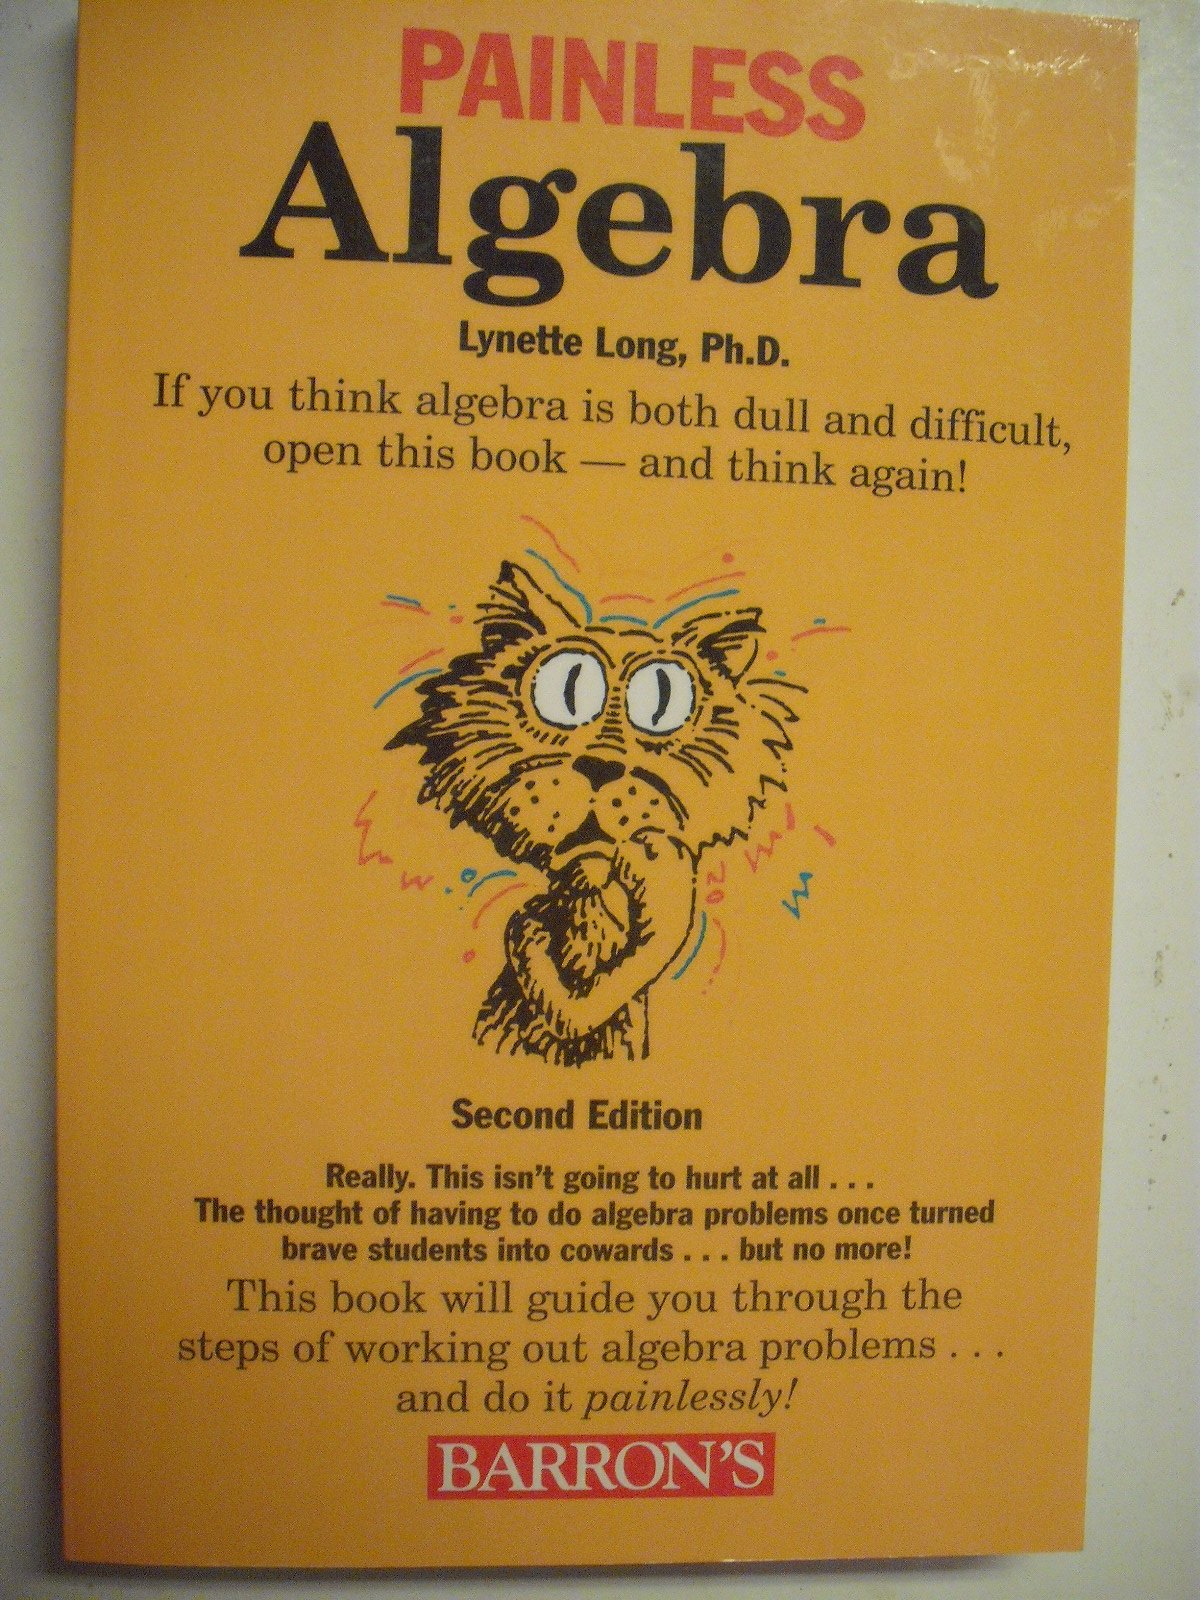 PAINLESS
Algebra
Lynette Long, Ph.D.
If you think algebra is both dull and difficult,
open this book — and think again!
Second Edition
Really. This isn't going to hurt at all . . .
The thought of having to do algebra problems once turned
brave students into cowards . . . but no more!
This book will guide you through the
steps of working out algebra problems . . .
and do it painlessly!
BARRON'S